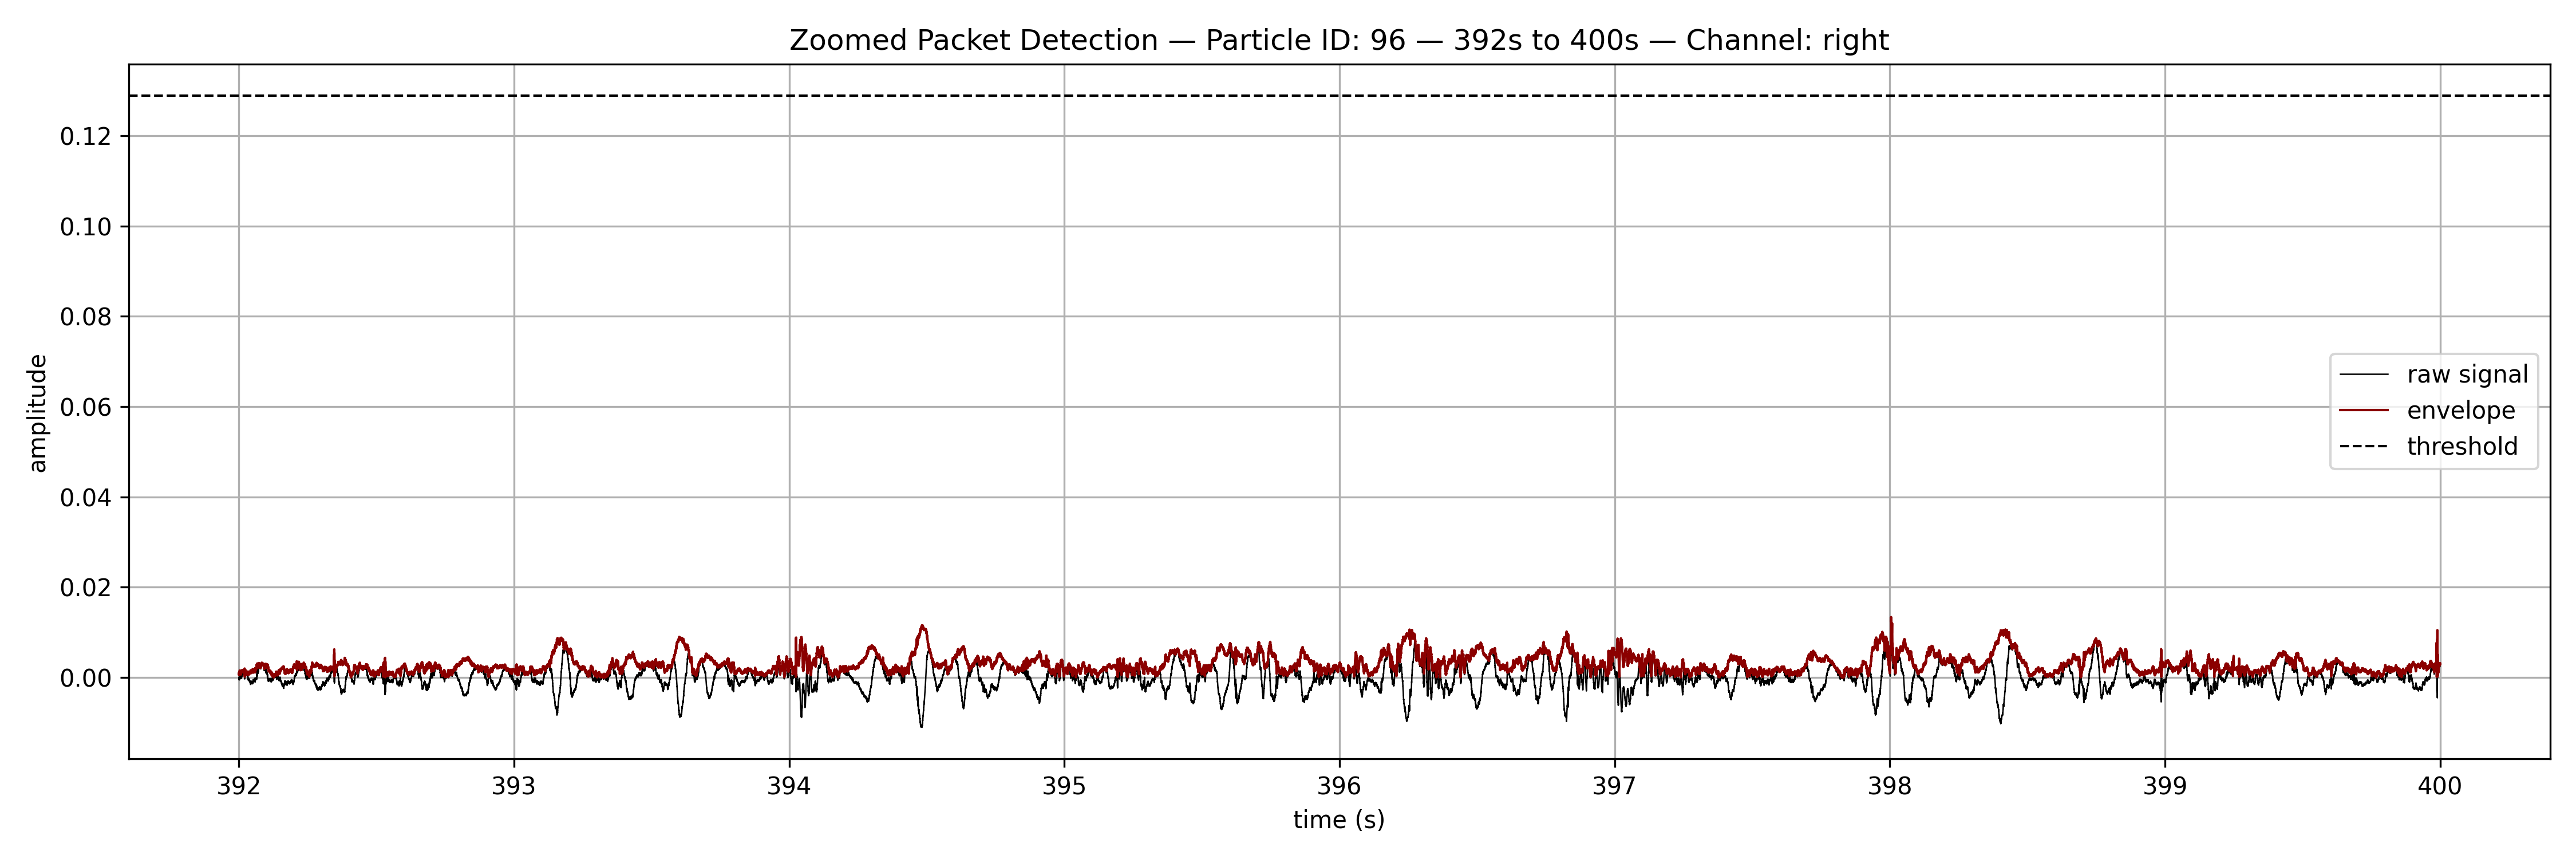 Zoomed Packet Detection — Particle ID: 96 — 392s to 400s — Channel: right
amplitude
0.12
0.10
0.08
0.06
0.04
0.02
0.00
raw signal
envelope
threshold
392 393 394 395 396 397 398 399 400
time (s)